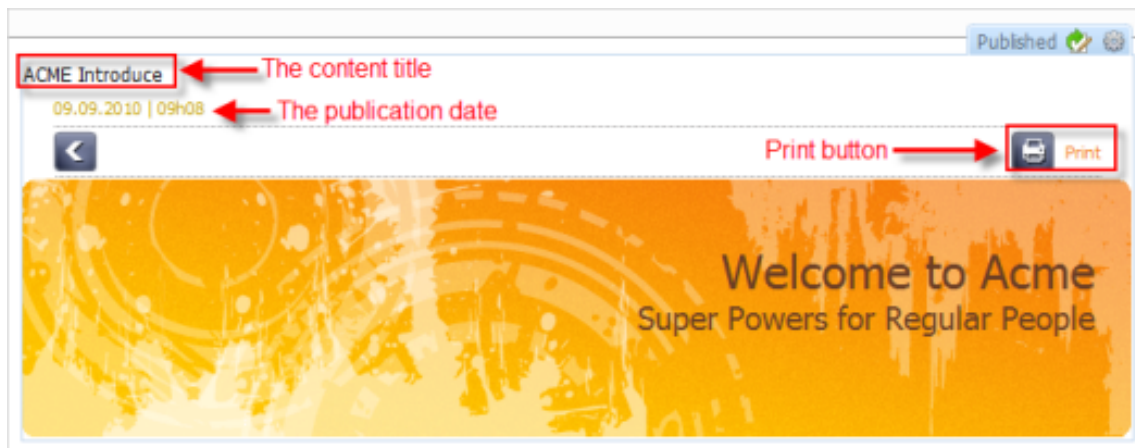 Published
ACME Introduce
The content title
09.09.2010 | 09h08
The publication date
Print button
Print
Welcome to Acme
Super Powers for Regular People